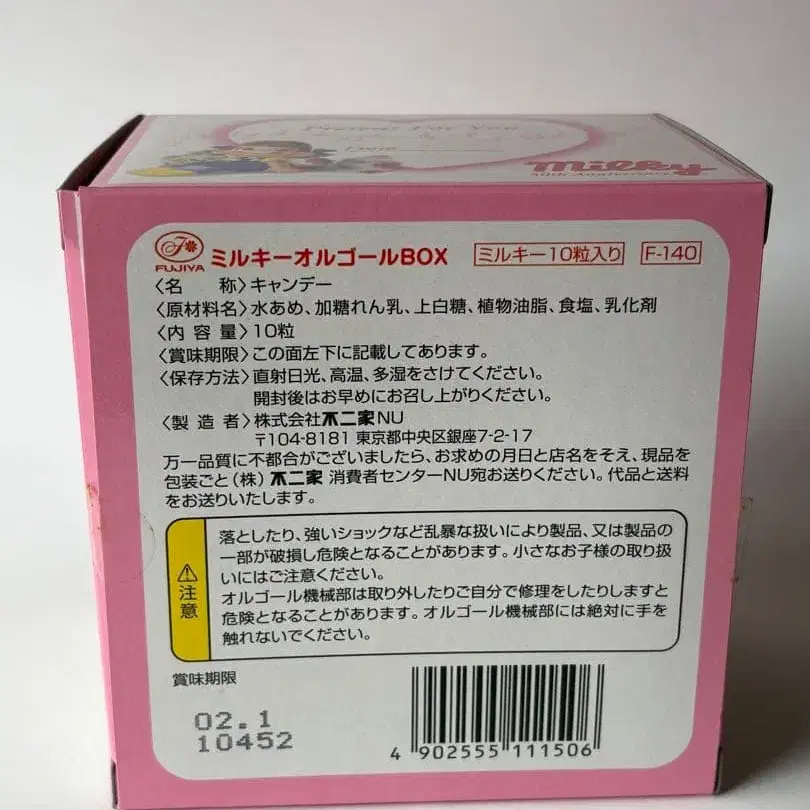 Present For You
From
Milky
50th Anniversary
FUJIYA
ミルキーオルゴールBOX
ミルキー10粒入り
F-140
〈名　称〉キャンデー
〈原材料名〉水あめ、加糖れん乳、上白糖、植物油脂、食塩、乳化剤
〈内容量〉10粒
〈賞味期限〉この面左下に記載してあります。
〈保存方法〉直射日光、高温、多湿をさけてください。
開封後はお早めにお召し上がりください。
〈製造者〉株式会社不二家NU
〒104-8181 東京都中央区銀座7-2-17
万一品質に不都合がございましたら、お求めの月日と店名をそえ、現品を
包装ごと(株)不二家 消費者センターNU宛お送りください。代品と送料
をお送りいたします。
注意
落としたり、強いショックなど乱暴な扱いにより製品、又は製品の
一部が破損し危険となることがあります。小さなお子様の取り扱
いにはご注意ください。
オルゴール機械部は取り外したりご自分で修理をしたりしますと
危険となることがあります。オルゴール機械部には絶対に手を
触れないでください。
賞味期限
02.1
10452
4 902555 111506